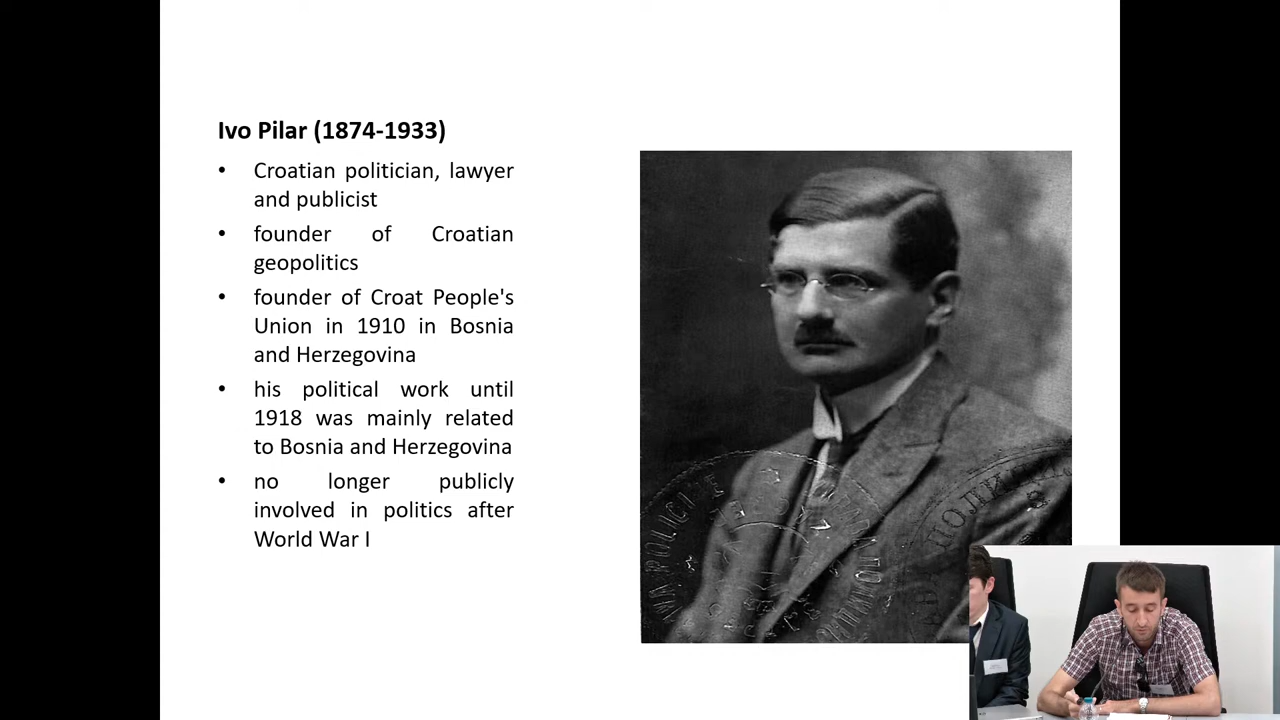 Ivo Pilar (1874-1933)
• Croatian politician, lawyer
and publicist
• founder of Croatian
geopolitics
• founder of Croat People's
Union in 1910 in Bosnia
and Herzegovina
• his political work until
1918 was mainly related
to Bosnia and Herzegovina
• no longer publicly
involved in politics after
World War I